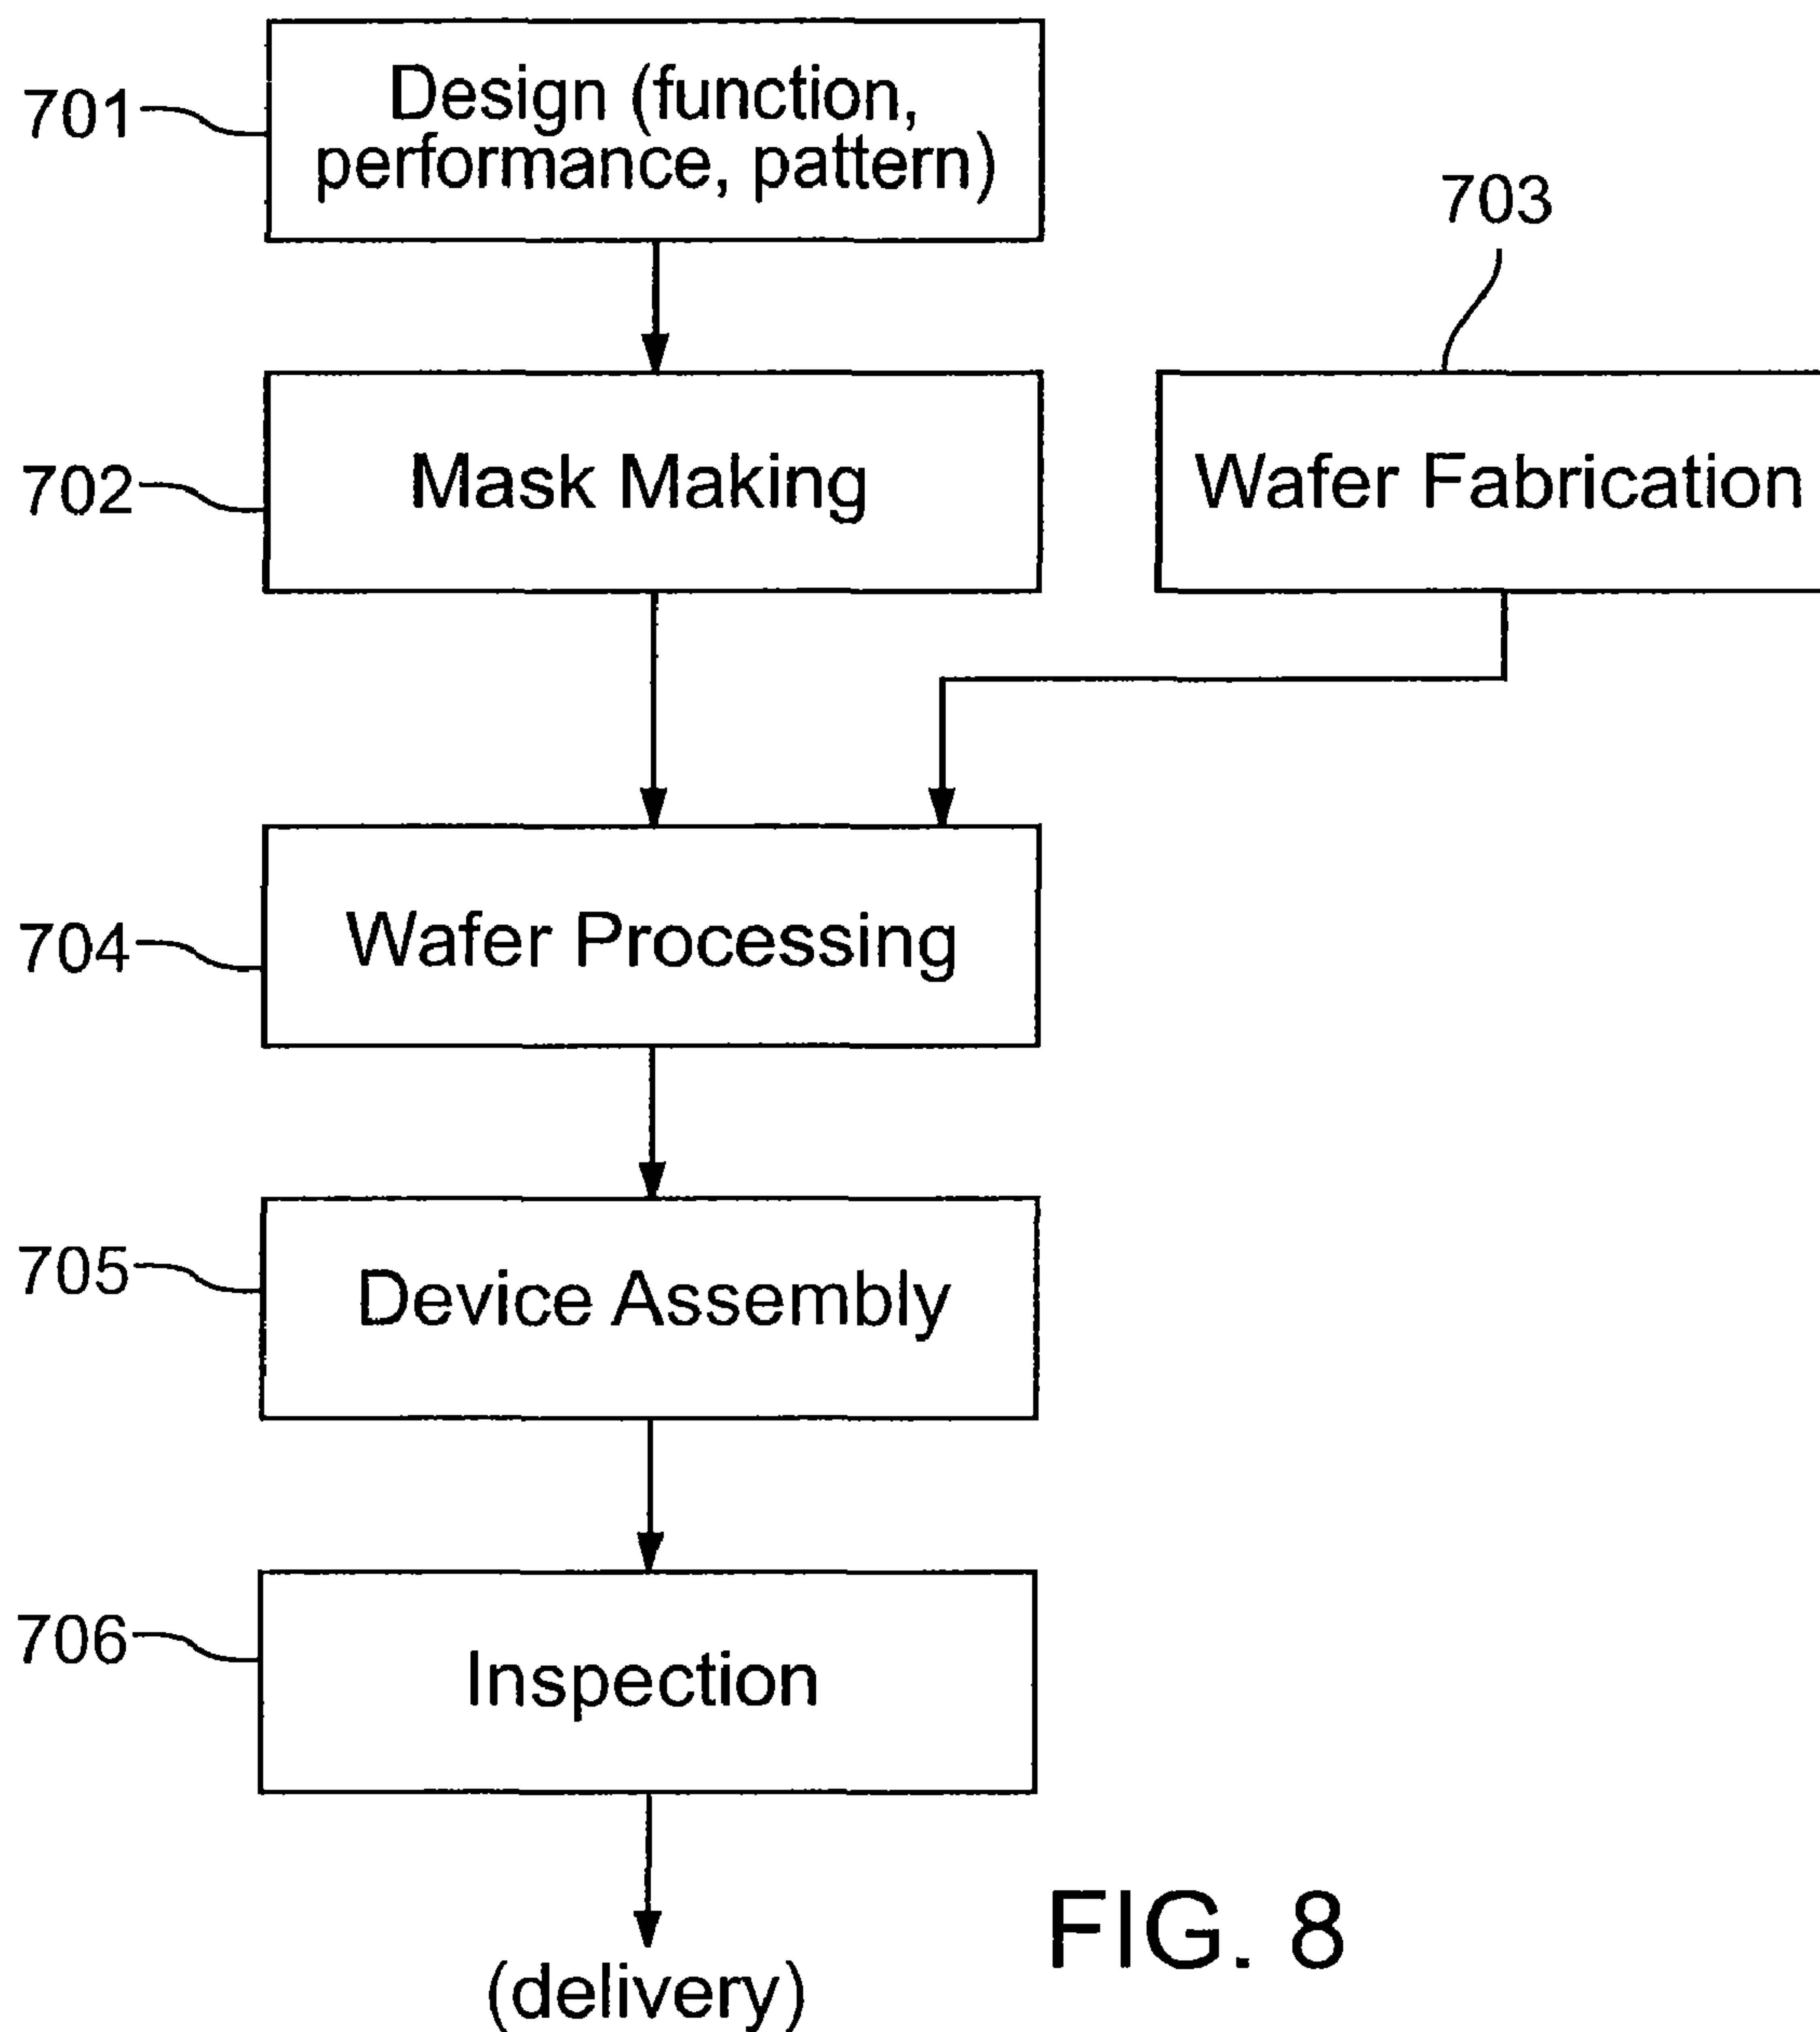 701
Design (function,
performance, pattern)
703
702
Mask Making
Wafer Fabrication
704
Wafer Processing
705
Device Assembly
706
Inspection
(delivery)
FIG. 8